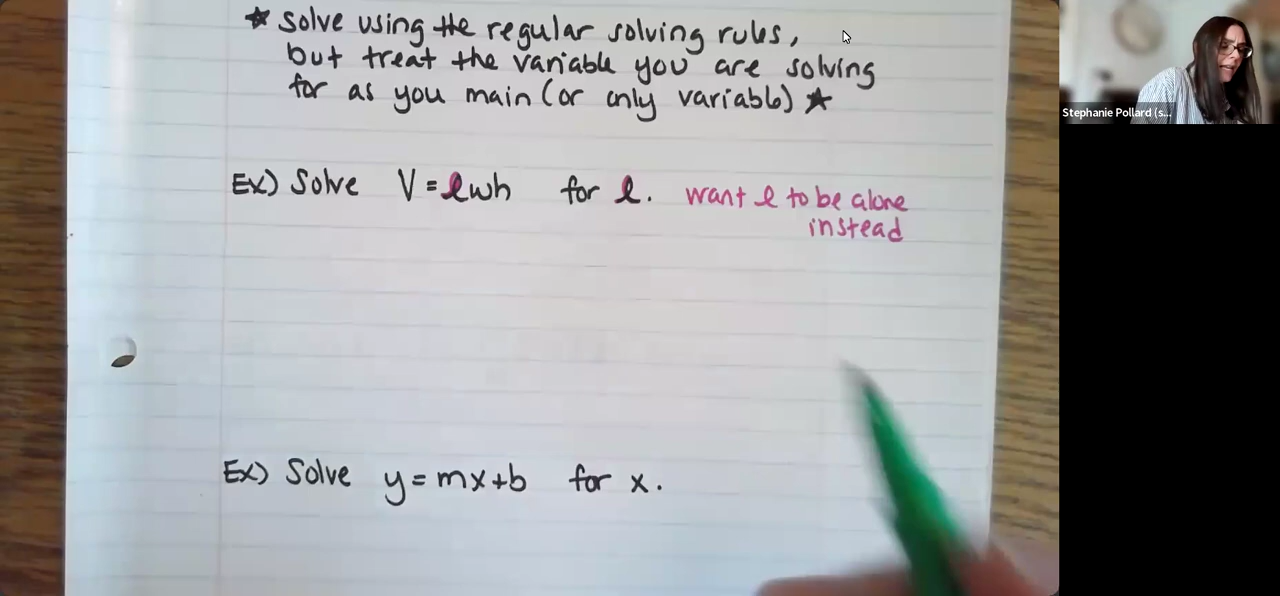 ★ Solve using the regular solving rules,
but treat the variable you are solving
for as you main (or only variable) ★
Ex) Solve V = lwh for l. want l to be alone
instead
Ex) Solve y = mx+b for x.
Stephanie Pollard (s...